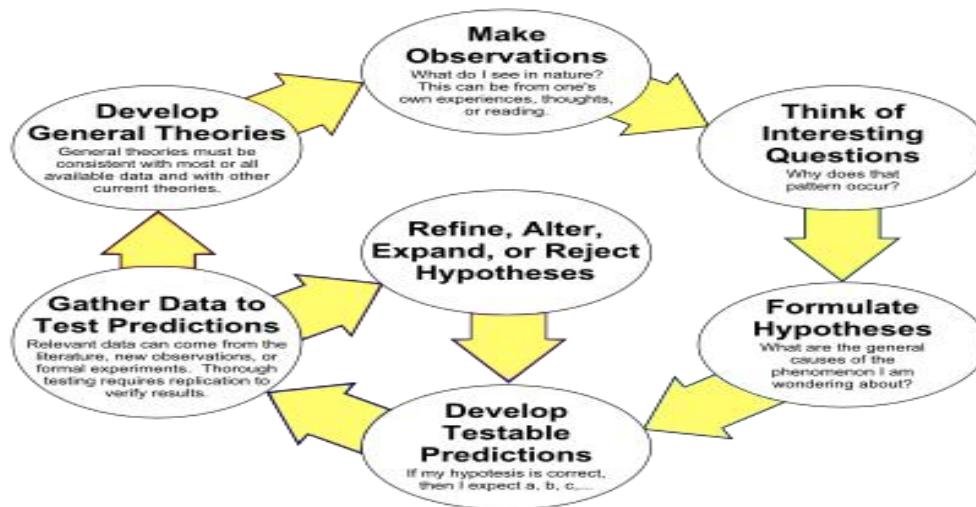 Make
Observations
What do I see in nature?
This can be from one's
own experiences, thoughts,
or reading.
Think of
Interesting
Questions
Why does that
pattern occur?
Formulate
Hypotheses
What are the general
causes of the
phenomenon I am
wondering about?
Develop
Testable
Predictions
If my hypotesis is correct,
then I expect a, b, c,...
Gather Data to
Test Predictions
Relevant data can come from the
literature, new observations, or
formal experiments. Thorough
testing requires replication to
verify results.
Refine, Alter,
Expand, or Reject
Hypotheses
Develop
General Theories
General theories must be
consistent with most or all
available data and with other
current theories.